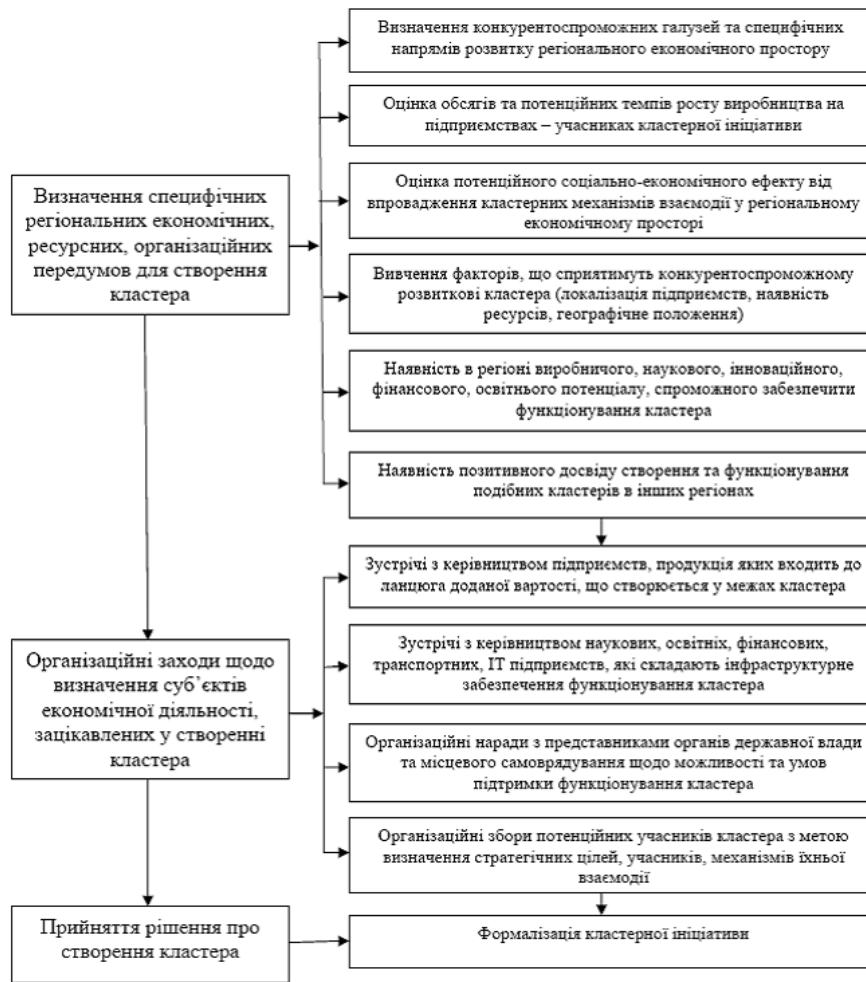 Визначення конкурентоспроможних галузей та специфічних
напрямів розвитку регіонального економічного простору
Оцінка обсягів та потенційних темпів росту виробництва на
підприємствах – учасниках кластерної ініціативи
Визначення специфічних
регіональних економічних,
ресурсних, організаційних
передумов для створення
кластера
Оцінка потенційного соціально-економічного ефекту від
впровадження кластерних механізмів взаємодії у регіональному
економічному просторі
Вивчення факторів, що сприятимуть конкурентоспроможному
розвиткові кластера (локалізація підприємств, наявність
ресурсів, географічне положення)
Наявність в регіоні виробничого, наукового, інноваційного,
фінансового, освітнього потенціалу, спроможного забезпечити
функціонування кластера
Наявність позитивного досвіду створення та функціонування
подібних кластерів в інших регіонах
Зустрічі з керівництвом підприємств, продукція яких входить до
ланцюга доданої вартості, що створюється у межах кластера
Організаційні заходи щодо
визначення суб’єктів
економічної діяльності,
зацікавлених у створенні
кластера
Зустрічі з керівництвом наукових, освітніх, фінансових,
транспортних, ІТ підприємств, які складають інфраструктурне
забезпечення функціонування кластера
Організаційні наради з представниками органів державної влади
та місцевого самоврядування щодо можливості та умов
підтримки функціонування кластера
Організаційні збори потенційних учасників кластера з метою
визначення стратегічних цілей, учасників, механізмів їхньої
взаємодії
Прийняття рішення про
створення кластера
Формалізація кластерної ініціативи